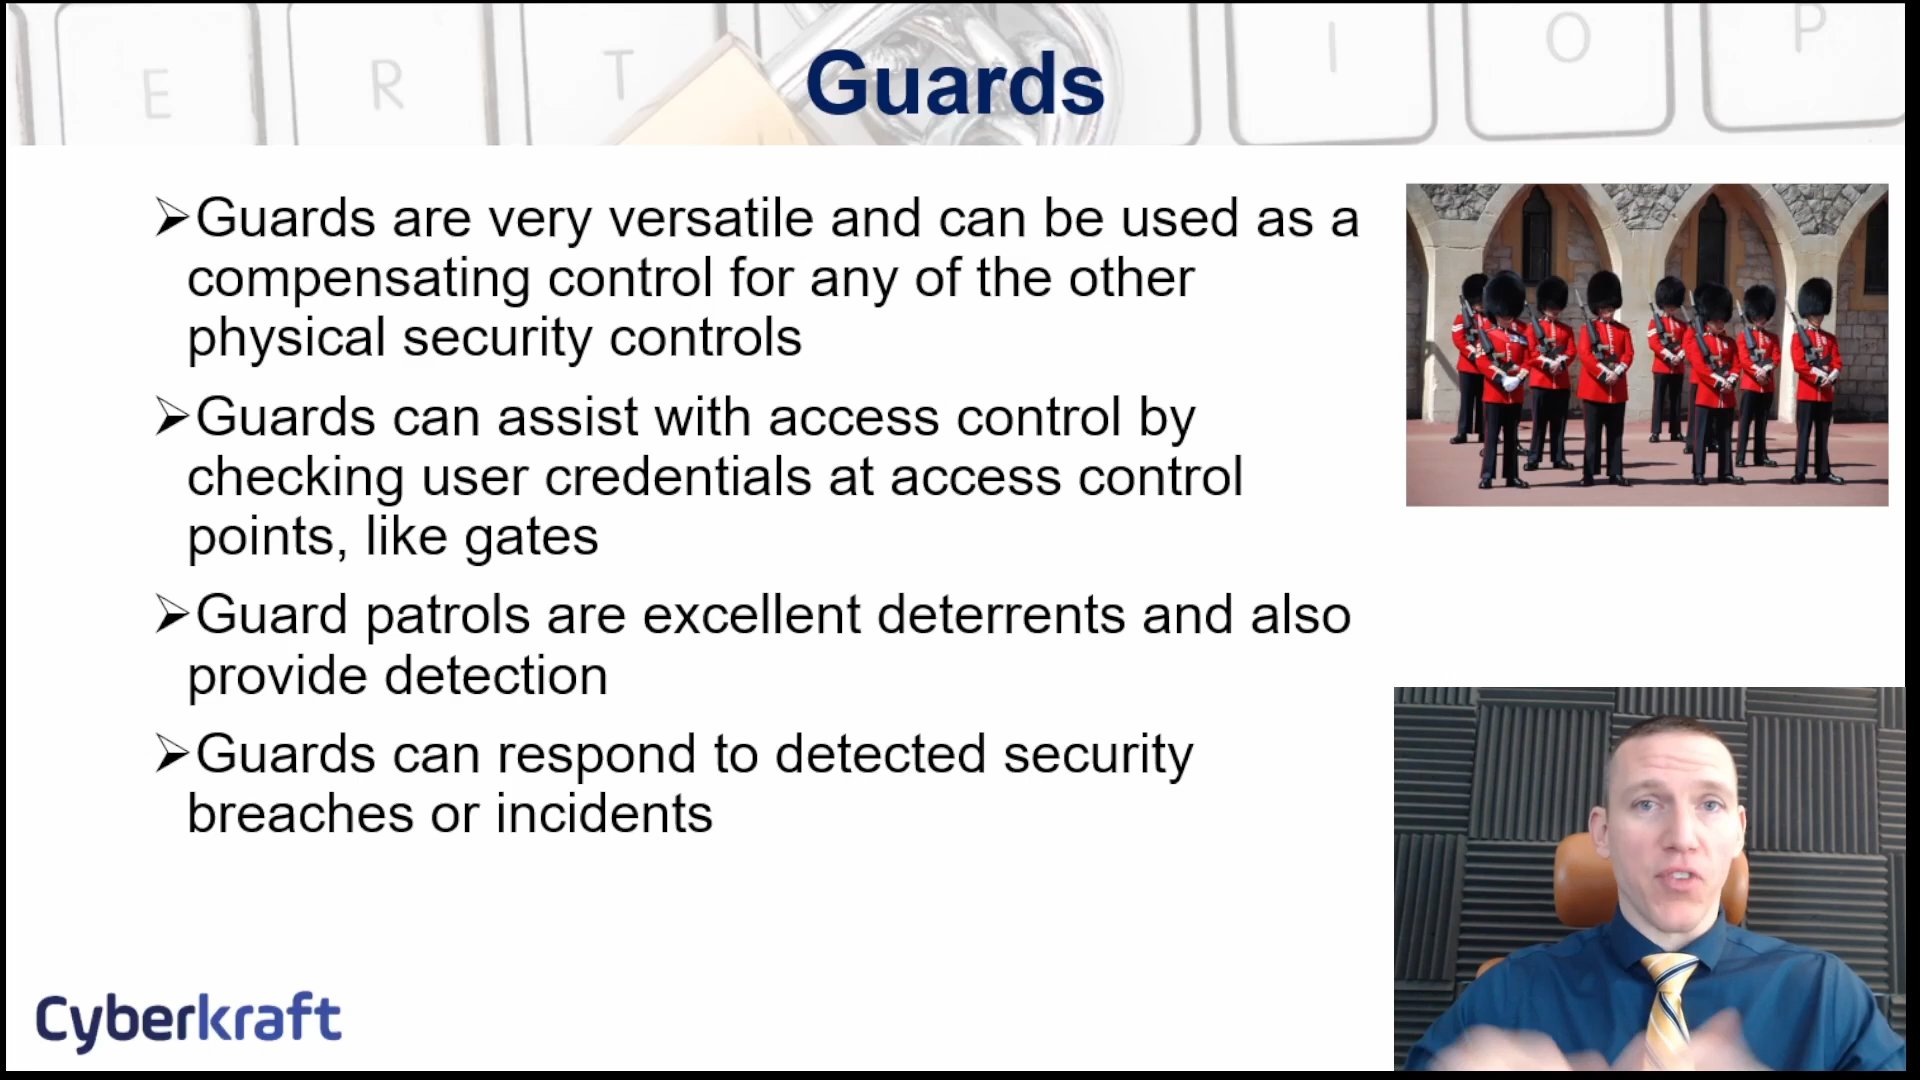 E R T I O P
Guards
➢Guards are very versatile and can be used as a
compensating control for any of the other
physical security controls
➢Guards can assist with access control by
checking user credentials at access control
points, like gates
➢Guard patrols are excellent deterrents and also
provide detection
➢Guards can respond to detected security
breaches or incidents
Cyberkraft